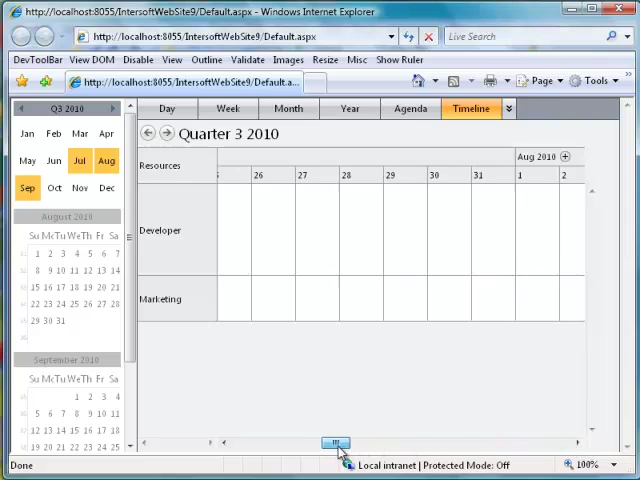 http://localhost:8055/IntersoftWebSite9/Default.aspx - Windows Internet Explorer
http://localhost:8055/IntersoftWebSite9/Default.aspx
Live Search
DevToolBar View DOM Disable View Outline Validate Images Resize Misc Show Ruler
http://localhost:8055/IntersoftWebSite9/Default.a...
Page Tools
Q3 2010
Day Week Month Year Agenda Timeline
Jan Feb Mar Apr
May Jun Jul Aug
Sep Oct Nov Dec
Quarter 3 2010
Resources
Aug 2010
26 27 28 29 30 31 1 2
Developer
Marketing
August 2010
Su Mo Tu We Th Fr Sa
1 2 3 4 5 6 7
8 9 10 11 12 13 14
15 16 17 18 19 20 21
22 23 24 25 26 27 28
29 30 31
September 2010
Su Mo Tu We Th Fr Sa
1 2 3 4
5 6 7 8 9 10 11
12 13 14 15 16 17 18
19 20 21 22 23 24 25
Done
Local intranet | Protected Mode: Off
100%